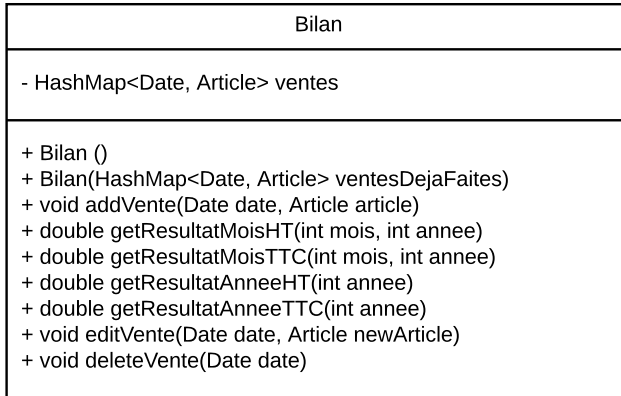 Bilan
- HashMap<Date, Article> ventes
+ Bilan ()
+ Bilan(HashMap<Date, Article> ventesDejaFaites)
+ void addVente(Date date, Article article)
+ double getResultatMoisHT(int mois, int annee)
+ double getResultatMoisTTC(int mois, int annee)
+ double getResultatAnneeHT(int annee)
+ double getResultatAnneeTTC(int annee)
+ void editVente(Date date, Article newArticle)
+ void deleteVente(Date date)